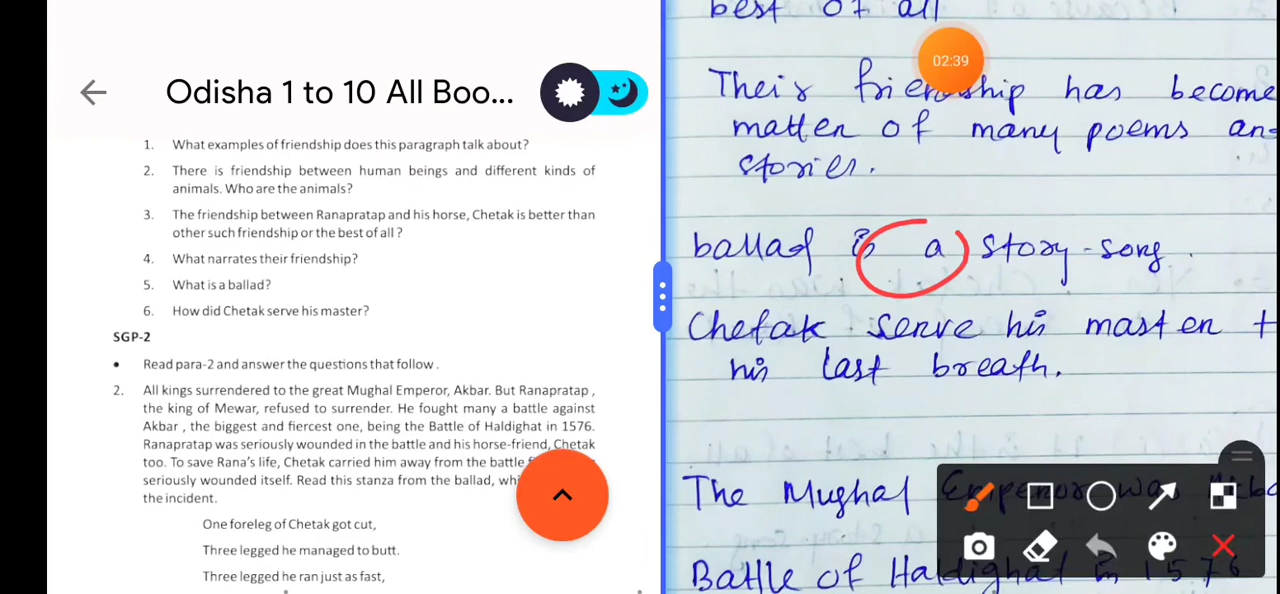 Odisha 1 to 10 All Boo...
1. What examples of friendship does this paragraph talk about?
2. There is friendship between human beings and different kinds of
animals. Who are the animals?
3. The friendship between Ranapratap and his horse, Chetak is better than
other such friendship or the best of all ?
4. What narrates their friendship?
5. What is a ballad?
6. How did Chetak serve his master?
SGP-2
• Read para-2 and answer the questions that follow .
2. All kings surrendered to the great Mughal Emperor, Akbar. But Ranapratap ,
the king of Mewar, refused to surrender. He fought many a battle against
Akbar , the biggest and fiercest one, being the Battle of Haldighat in 1576.
Ranapratap was seriously wounded in the battle and his horse-friend, Chetak
too. To save Rana's life, Chetak carried him away from the battle
seriously wounded itself. Read this stanza from the ballad,
the incident.
One foreleg of Chetak got cut,
Three legged he managed to butt.
Three legged he ran just as fast,
best of all
02:39
Their friendship has become
matter of many poems an
stories.
ballad is a story-song.
Chetak serve his master t
his last breath.
The Mughal Emperor was
Battle of Haldighat in 1576